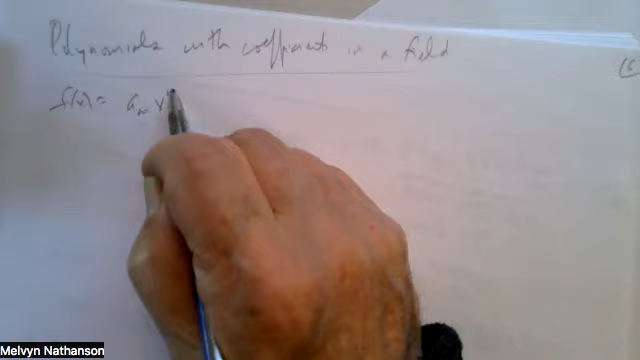 Polynomials with coefficients in a field
f(x) = a_n x
Melvyn Nathanson